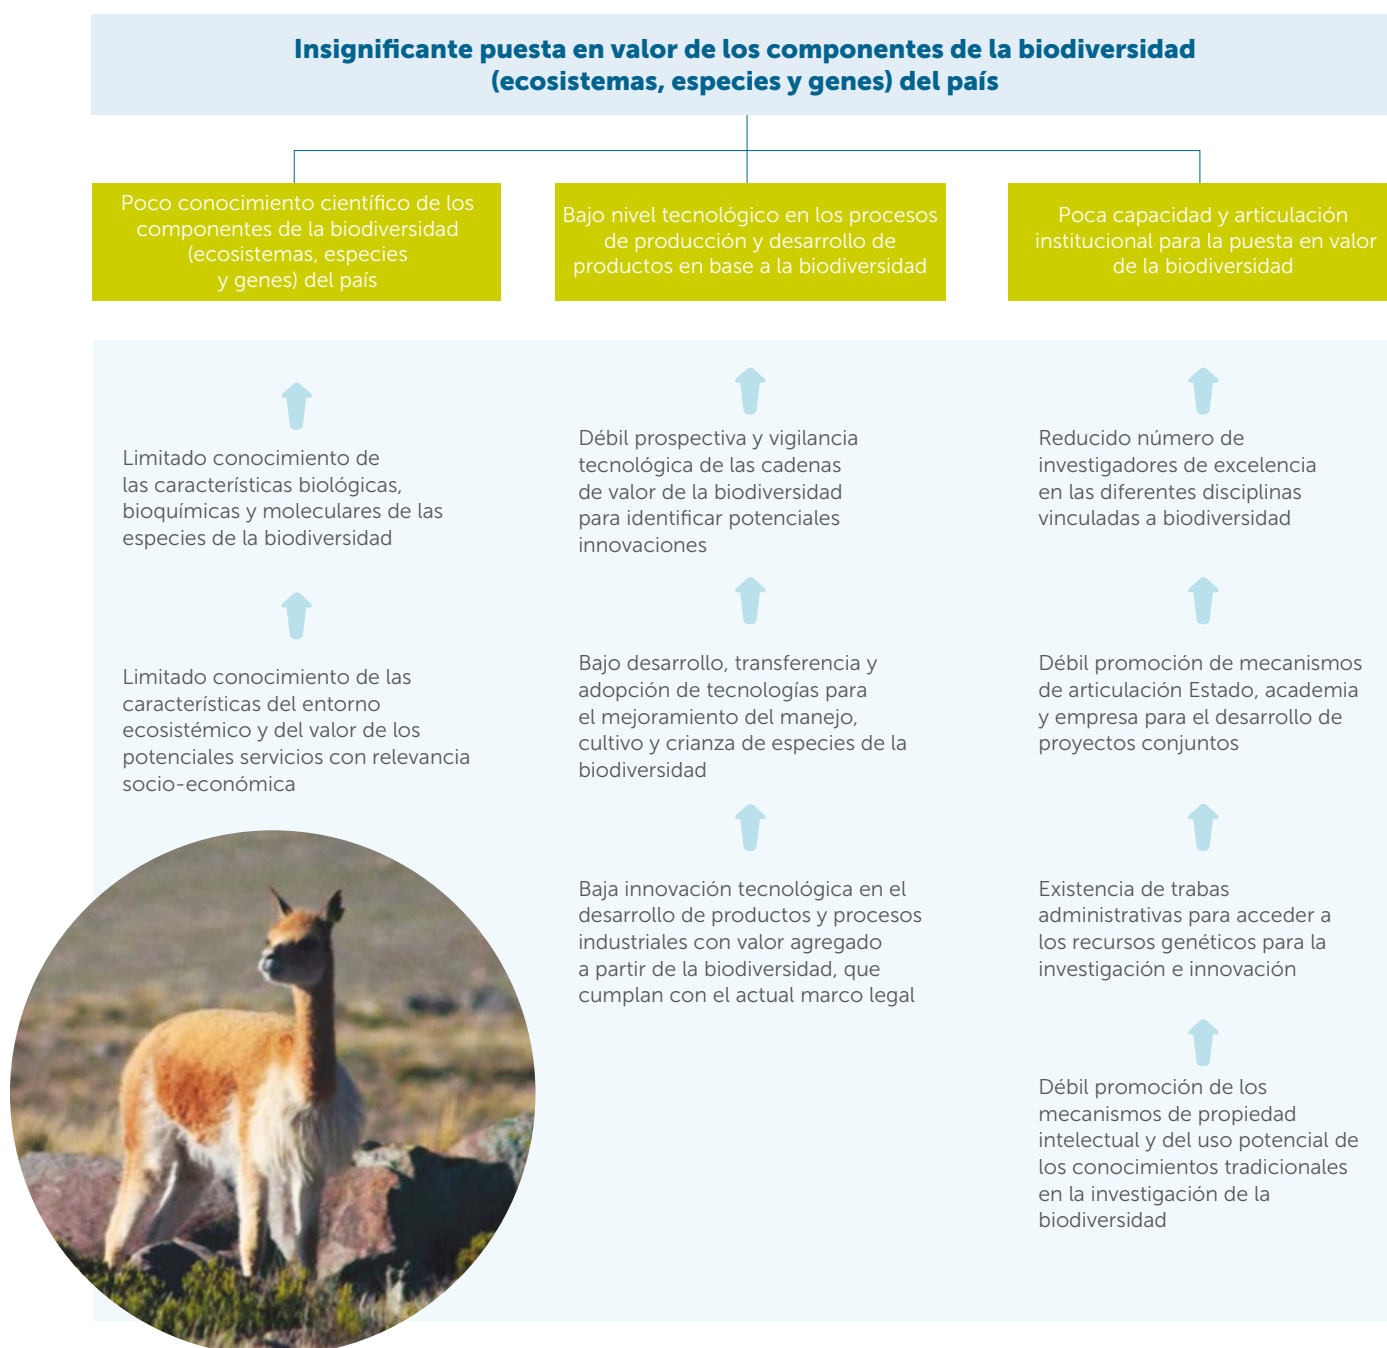 Insignificante puesta en valor de los componentes de la biodiversidad
(ecosistemas, especies y genes) del país
Poco conocimiento científico de los
componentes de la biodiversidad
(ecosistemas, especies
y genes) del país
Bajo nivel tecnológico en los procesos
de producción y desarrollo de
productos en base a la biodiversidad
Poca capacidad y articulación
institucional para la puesta en valor
de la biodiversidad
Limitado conocimiento de
las características biológicas,
bioquímicas y moleculares de las
especies de la biodiversidad
Limitado conocimiento de las
características del entorno
ecosistémico y del valor de los
potenciales servicios con relevancia
socio-económica
Débil prospectiva y vigilancia
tecnológica de las cadenas
de valor de la biodiversidad
para identificar potenciales
innovaciones
Bajo desarrollo, transferencia y
adopción de tecnologías para
el mejoramiento del manejo,
cultivo y crianza de especies de la
biodiversidad
Baja innovación tecnológica en el
desarrollo de productos y procesos
industriales con valor agregado
a partir de la biodiversidad, que
cumplan con el actual marco legal
Reducido número de
investigadores de excelencia
en las diferentes disciplinas
vinculadas a biodiversidad
Débil promoción de mecanismos
de articulación Estado, academia
y empresa para el desarrollo de
proyectos conjuntos
Existencia de trabas
administrativas para acceder a
los recursos genéticos para la
investigación e innovación
Débil promoción de los
mecanismos de propiedad
intelectual y del uso potencial de
los conocimientos tradicionales
en la investigación de la
biodiversidad